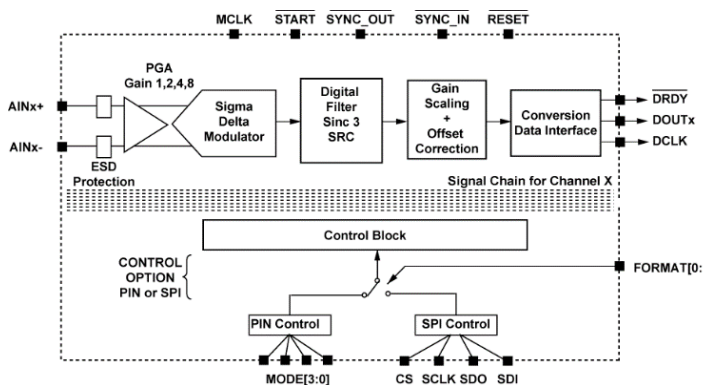 MCLK START SYNC_OUT SYNC_IN RESET
PGA
Gain 1,2,4,8
AINx+
AINx-
ESD
Protection
Sigma
Delta
Modulator
Digital
Filter
Sinc 3
SRC
Gain
Scaling
+
Offset
Correction
Conversion
Data Interface
DRDY
DOUTx
DCLK
Signal Chain for Channel X
Control Block
CONTROL
OPTION
PIN or SPI
FORMAT[0:
PIN Control
SPI Control
MODE[3:0]
CS SCLK SDO SDI